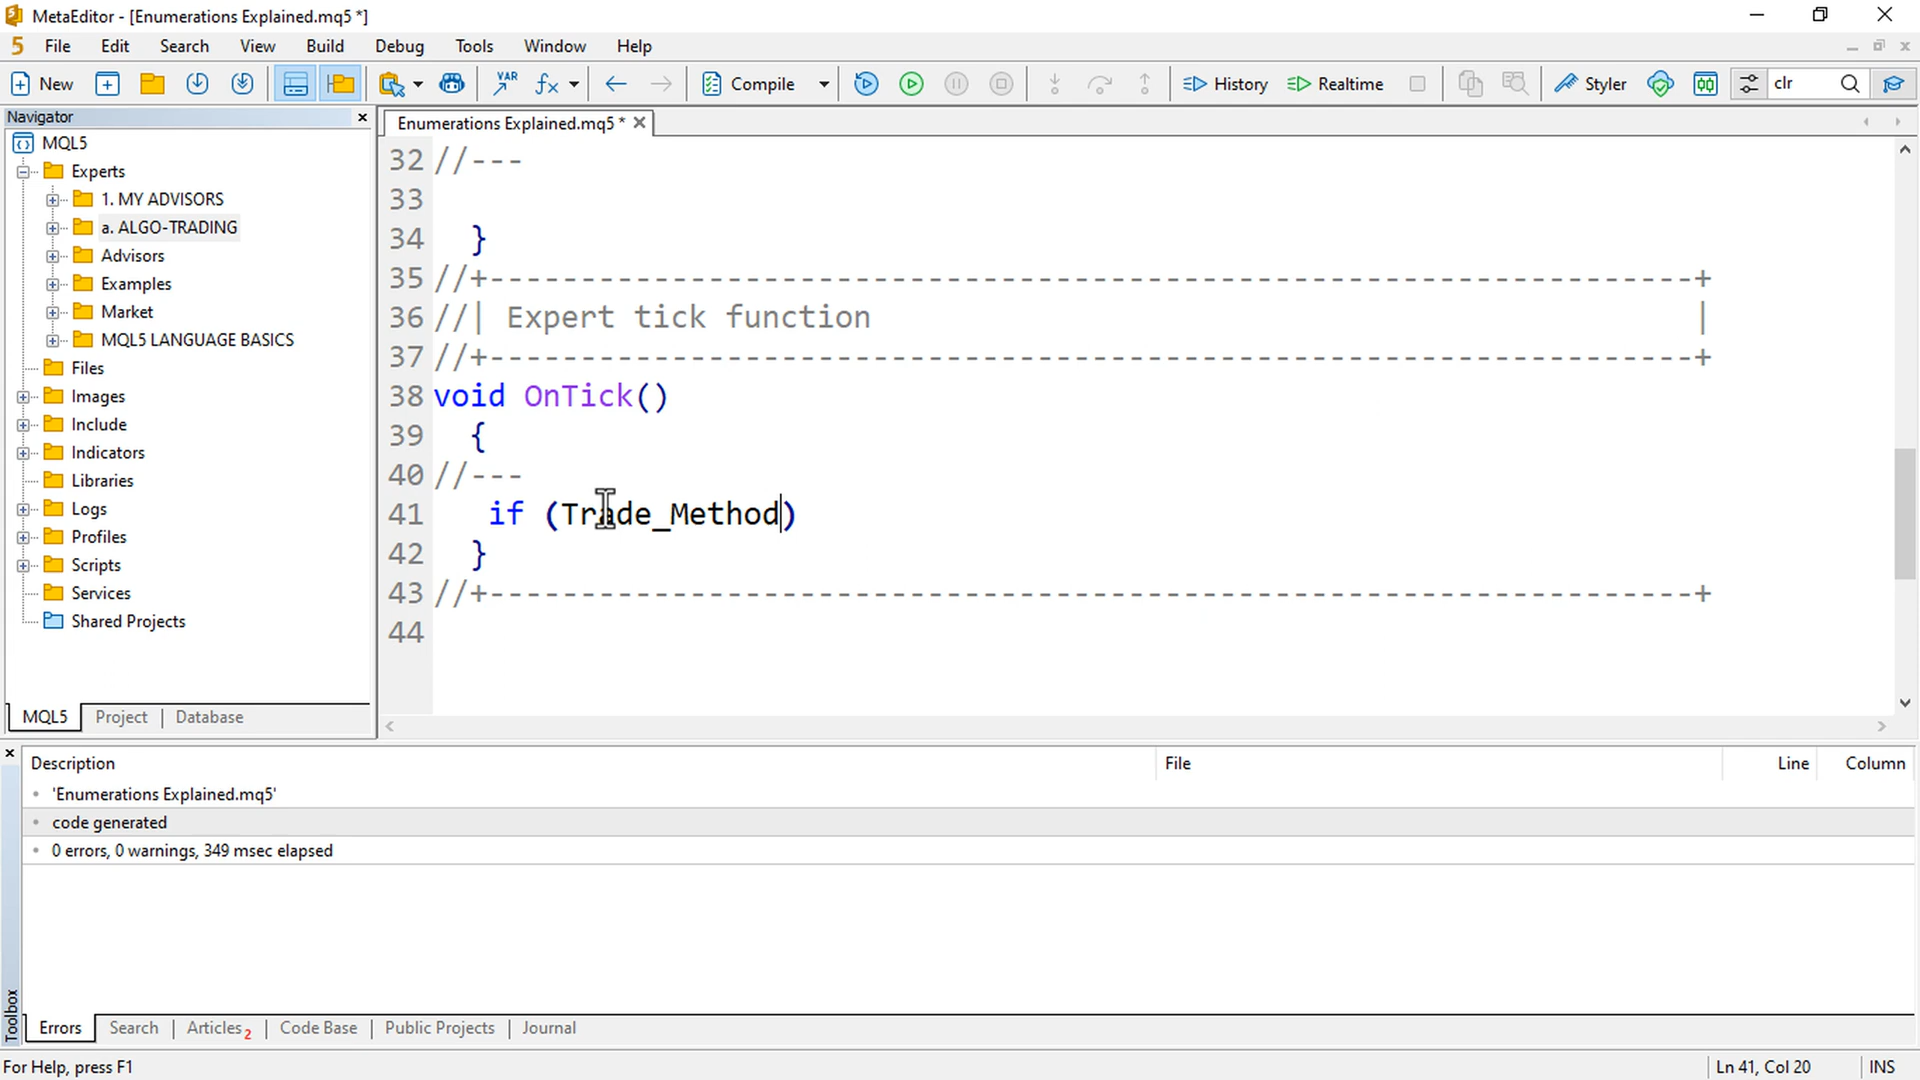 MetaEditor - [Enumerations Explained.mq5 *]
5 File Edit Search View Build Debug Tools Window Help
New VAR Compile History Realtime Styler clr
Navigator
MQL5
Experts
1. MY ADVISORS
a. ALGO-TRADING
Advisors
Examples
Market
MQL5 LANGUAGE BASICS
Files
Images
Include
Indicators
Libraries
Logs
Profiles
Scripts
Services
Shared Projects
MQL5 Project Database
Enumerations Explained.mq5 *
32 //---
33
34 }
35 //+------------------------------------------------------------------+
36 //| Expert tick function |
37 //+------------------------------------------------------------------+
38 void OnTick()
39 {
40 //---
41 if (Trade_Method)
42 }
43 //+------------------------------------------------------------------+
44
Description File Line Column
'Enumerations Explained.mq5'
code generated
0 errors, 0 warnings, 349 msec elapsed
Toolbox
Errors Search Articles 2 Code Base Public Projects Journal
For Help, press F1 Ln 41, Col 20 INS